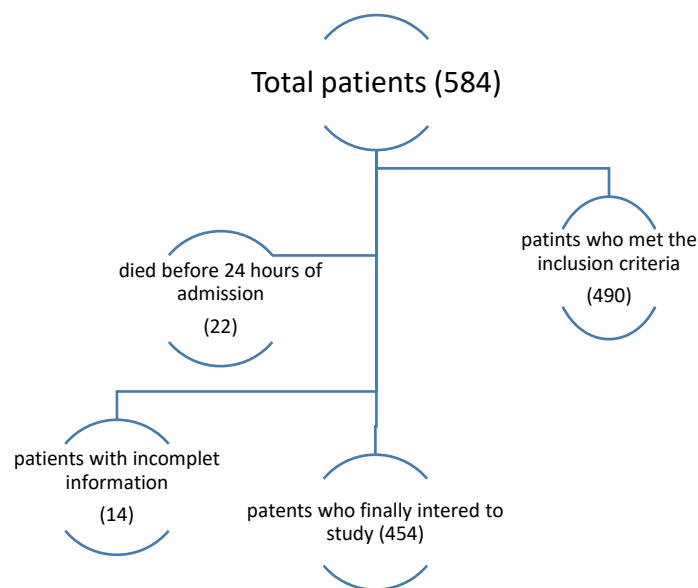 Total patients (584)
patints who met the
inclusion criteria
(490)
died before 24 hours of
admission
(22)
patients with incomplet
information
(14)
patents who finally intered to
study (454)